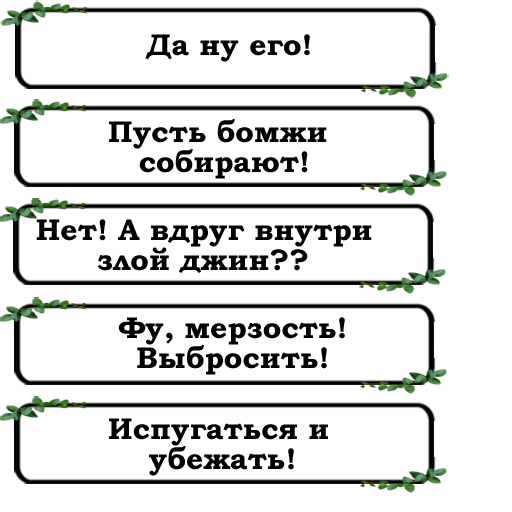 Да ну его!
Пусть бомжи
собирают!
Нет! А вдруг внутри
злой джин??
Фу, мерзость!
Выбросить!
Испугаться и
убежать!